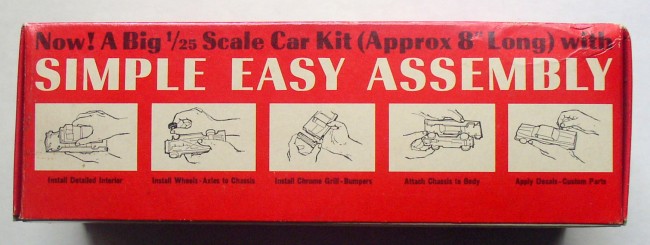 Now! A Big 1/25 Scale Car Kit (Approx 8" Long) with
SIMPLE EASY ASSEMBLY
Install Detailed Interior
Install Wheels-Axles to Chassis
Install Chrome Grill-Bumpers
Attach Chassis to Body
Apply Decals-Custom Parts